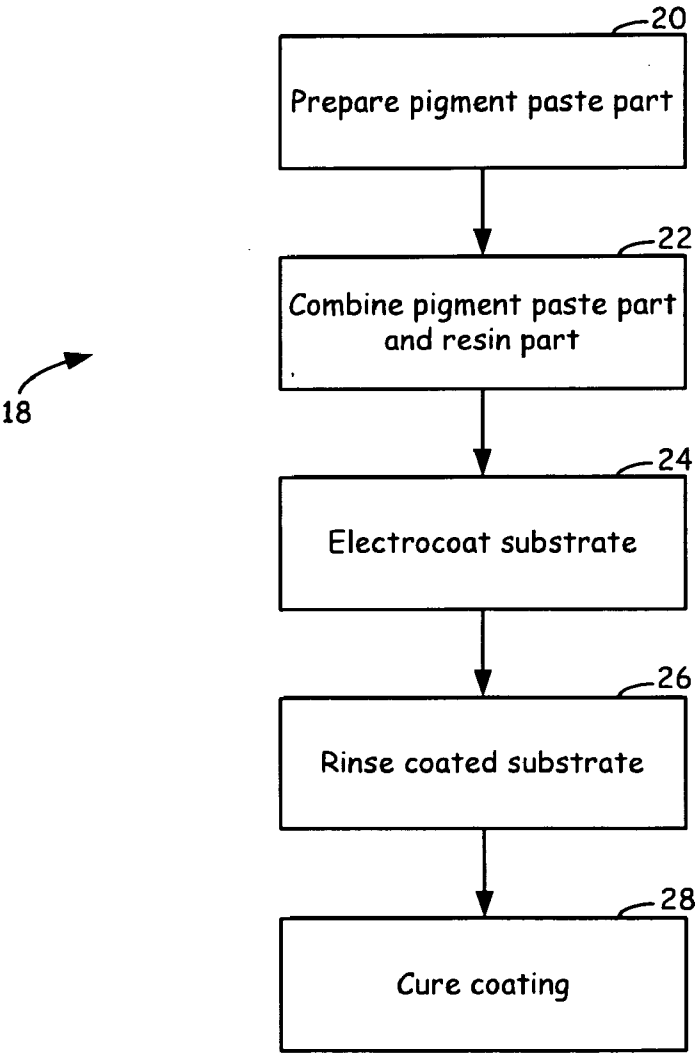 20
Prepare pigment paste part
22
Combine pigment paste part
and resin part
18
24
Electrocoat substrate
26
Rinse coated substrate
28
Cure coating